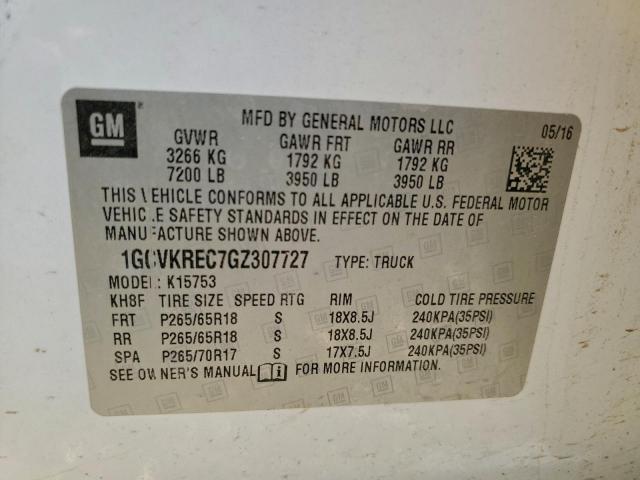 GM
MFD BY GENERAL MOTORS LLC 05/16
GVWR GAWR FRT GAWR RR
3266 KG 1792 KG 1792 KG
7200 LB 3950 LB 3950 LB
THIS VEHICLE CONFORMS TO ALL APPLICABLE U.S. FEDERAL MOTOR
VEHICLE SAFETY STANDARDS IN EFFECT ON THE DATE OF
MANUFACTURE SHOWN ABOVE.
1GCVKREC7GZ307727 TYPE: TRUCK
MODEL: K15753
KH8F TIRE SIZE SPEED RTG RIM COLD TIRE PRESSURE
FRT P265/65R18 S 18X8.5J 240KPA(35PSI)
RR P265/65R18 S 18X8.5J 240KPA(35PSI)
SPA P265/70R17 S 17X7.5J 240KPA(35PSI)
SEE OWNER'S MANUAL FOR MORE INFORMATION.